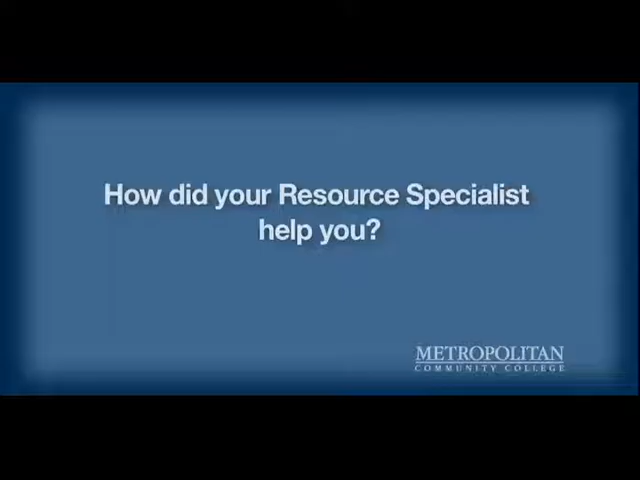 How did your Resource Specialist
help you?
METROPOLITAN
COMMUNITY COLLEGE